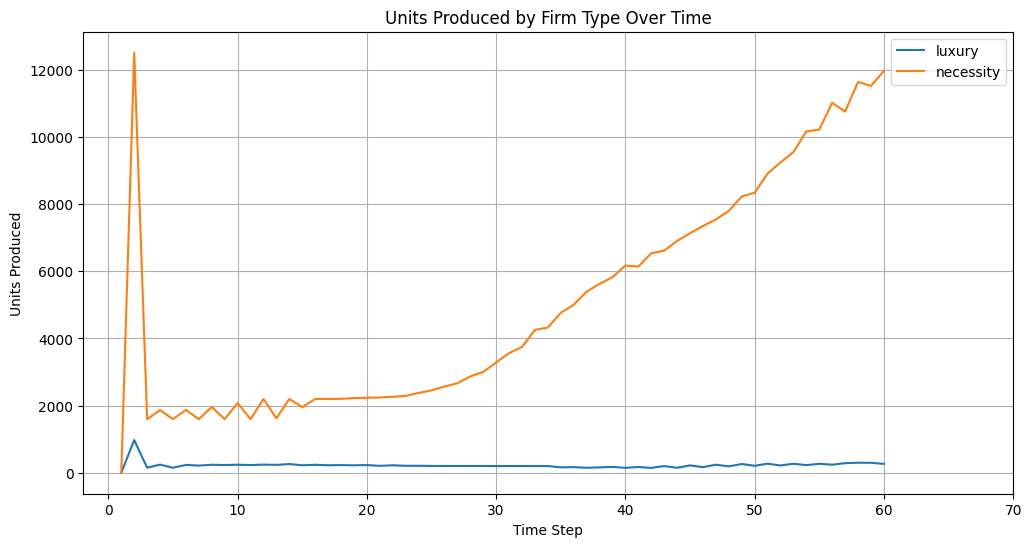 Units Produced by Firm Type Over Time
luxury
necessity
Units Produced
12000
10000
8000
6000
4000
2000
0
0 10 20 30 40 50 60 70
Time Step